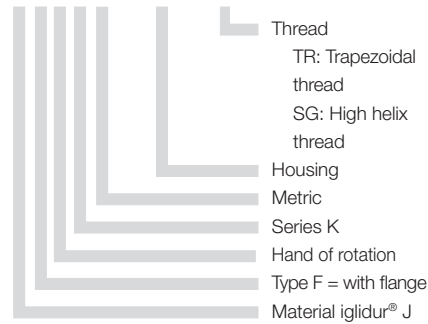 Thread
TR: Trapezoidal
thread
SG: High helix
thread
Housing
Metric
Series K
Hand of rotation
Type F = with flange
Material iglidur® J